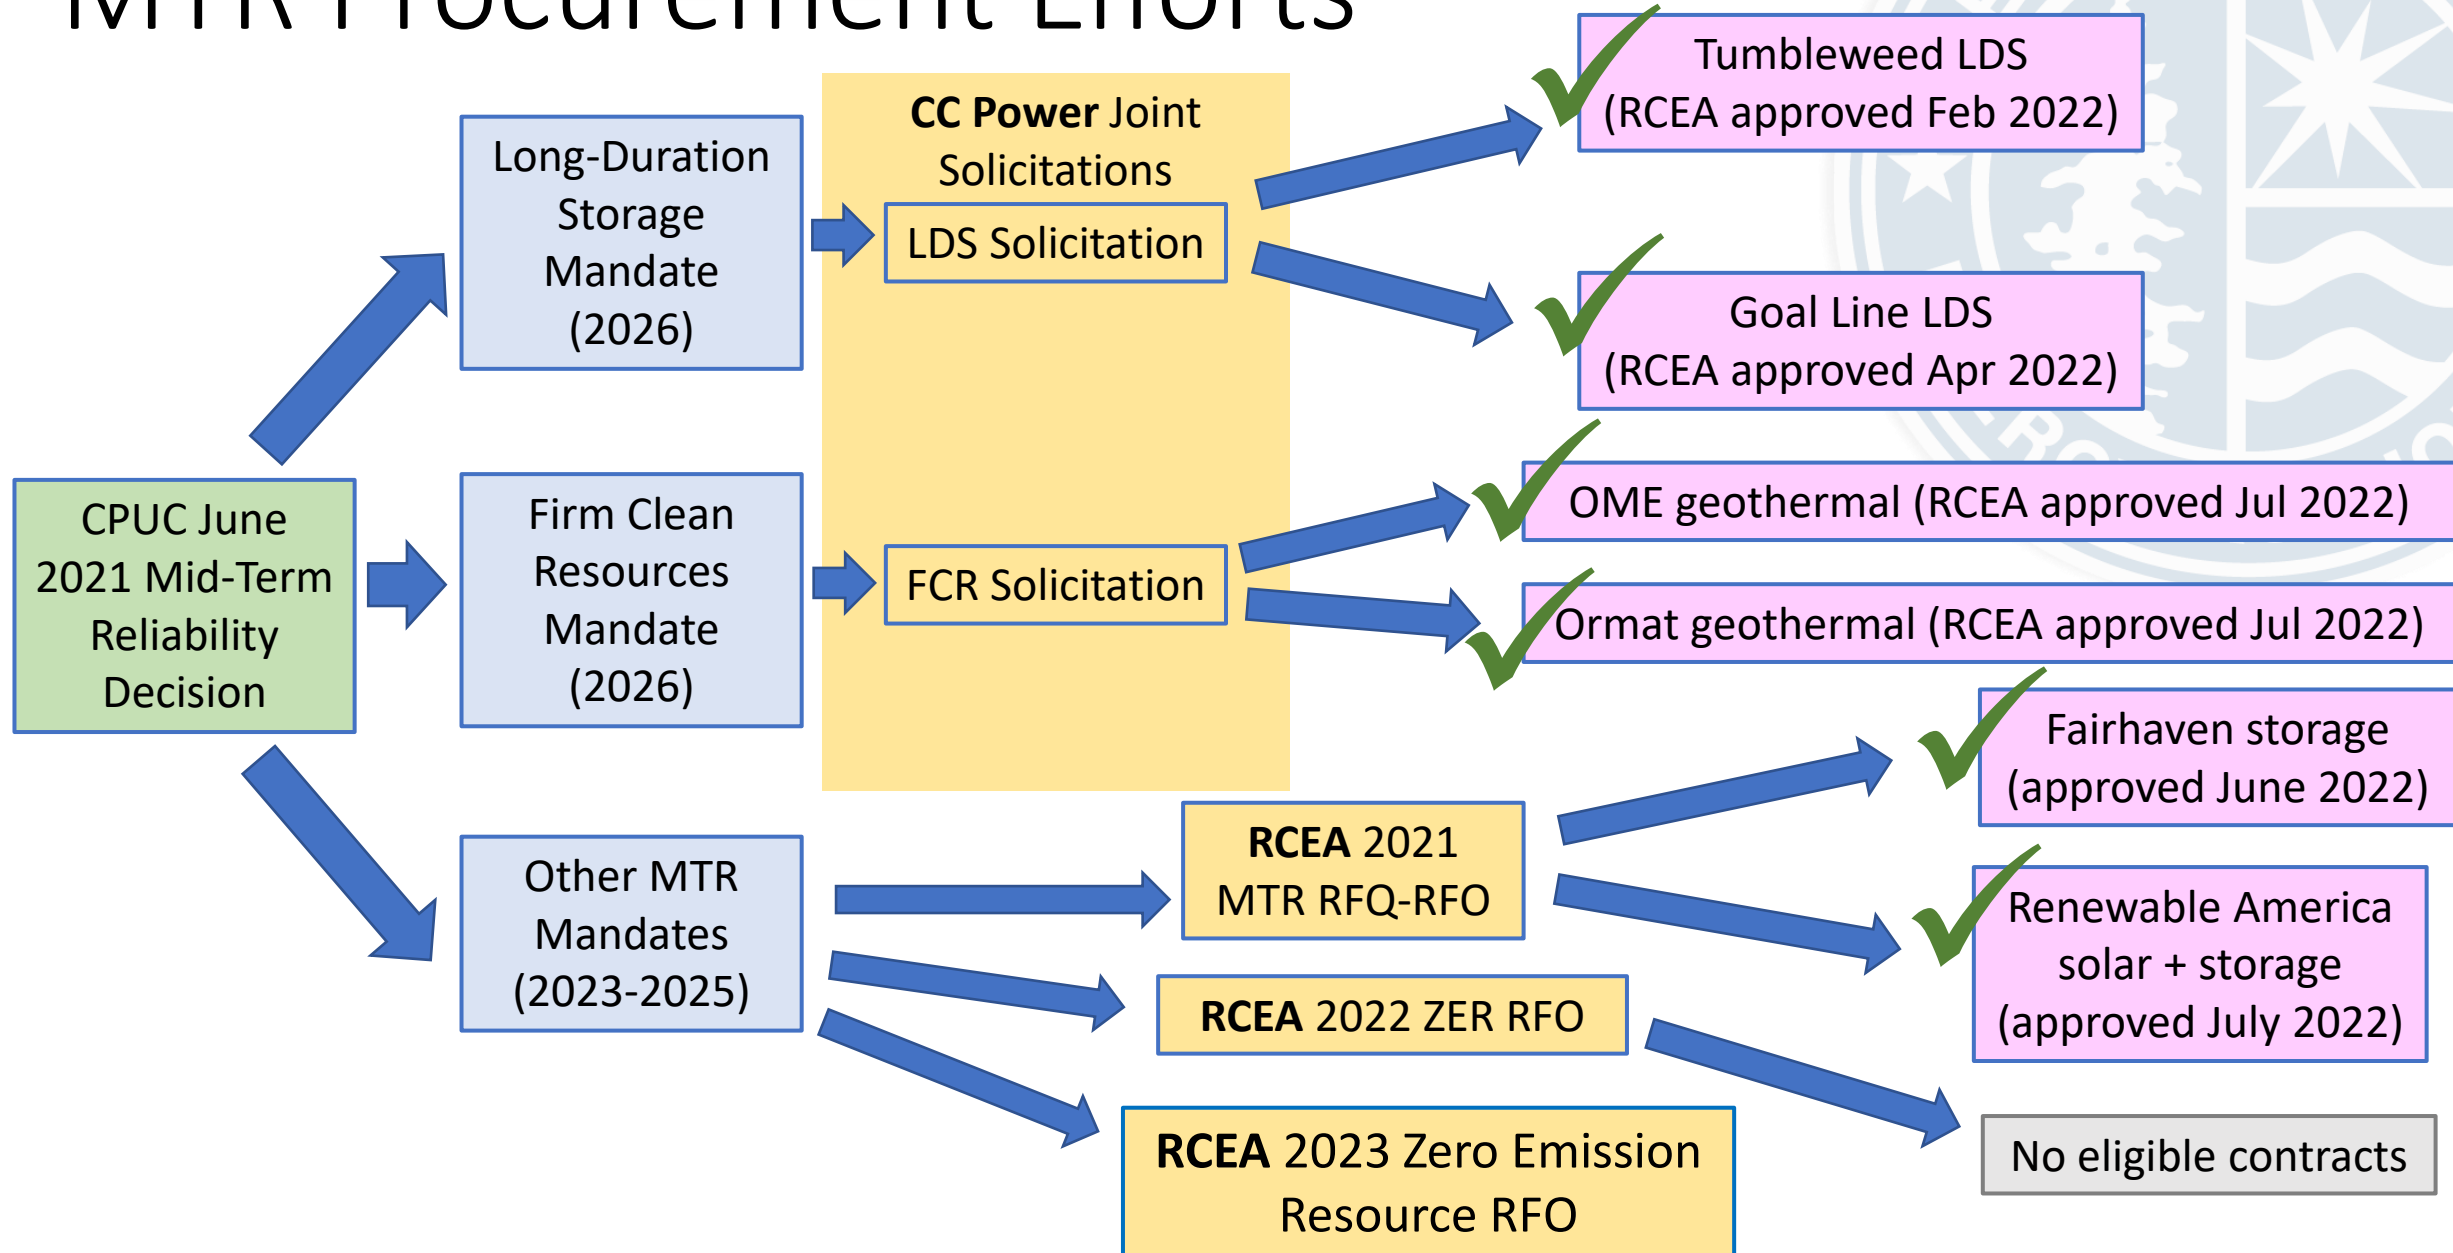 MTR Procurement Efforts
CPUC June
2021 Mid-Term
Reliability
Decision
Long-Duration
Storage
Mandate
(2026)
Firm Clean
Resources
Mandate
(2026)
Other MTR
Mandates
(2023-2025)
CC Power Joint
Solicitations
LDS Solicitation
FCR Solicitation
RCEA 2021
MTR RFQ-RFO
RCEA 2022 ZER RFO
RCEA 2023 Zero Emission
Resource RFO
Tumbleweed LDS
(RCEA approved Feb 2022)
Goal Line LDS
(RCEA approved Apr 2022)
OME geothermal (RCEA approved Jul 2022)
Ormat geothermal (RCEA approved Jul 2022)
Fairhaven storage
(approved June 2022)
Renewable America
solar + storage
(approved July 2022)
No eligible contracts